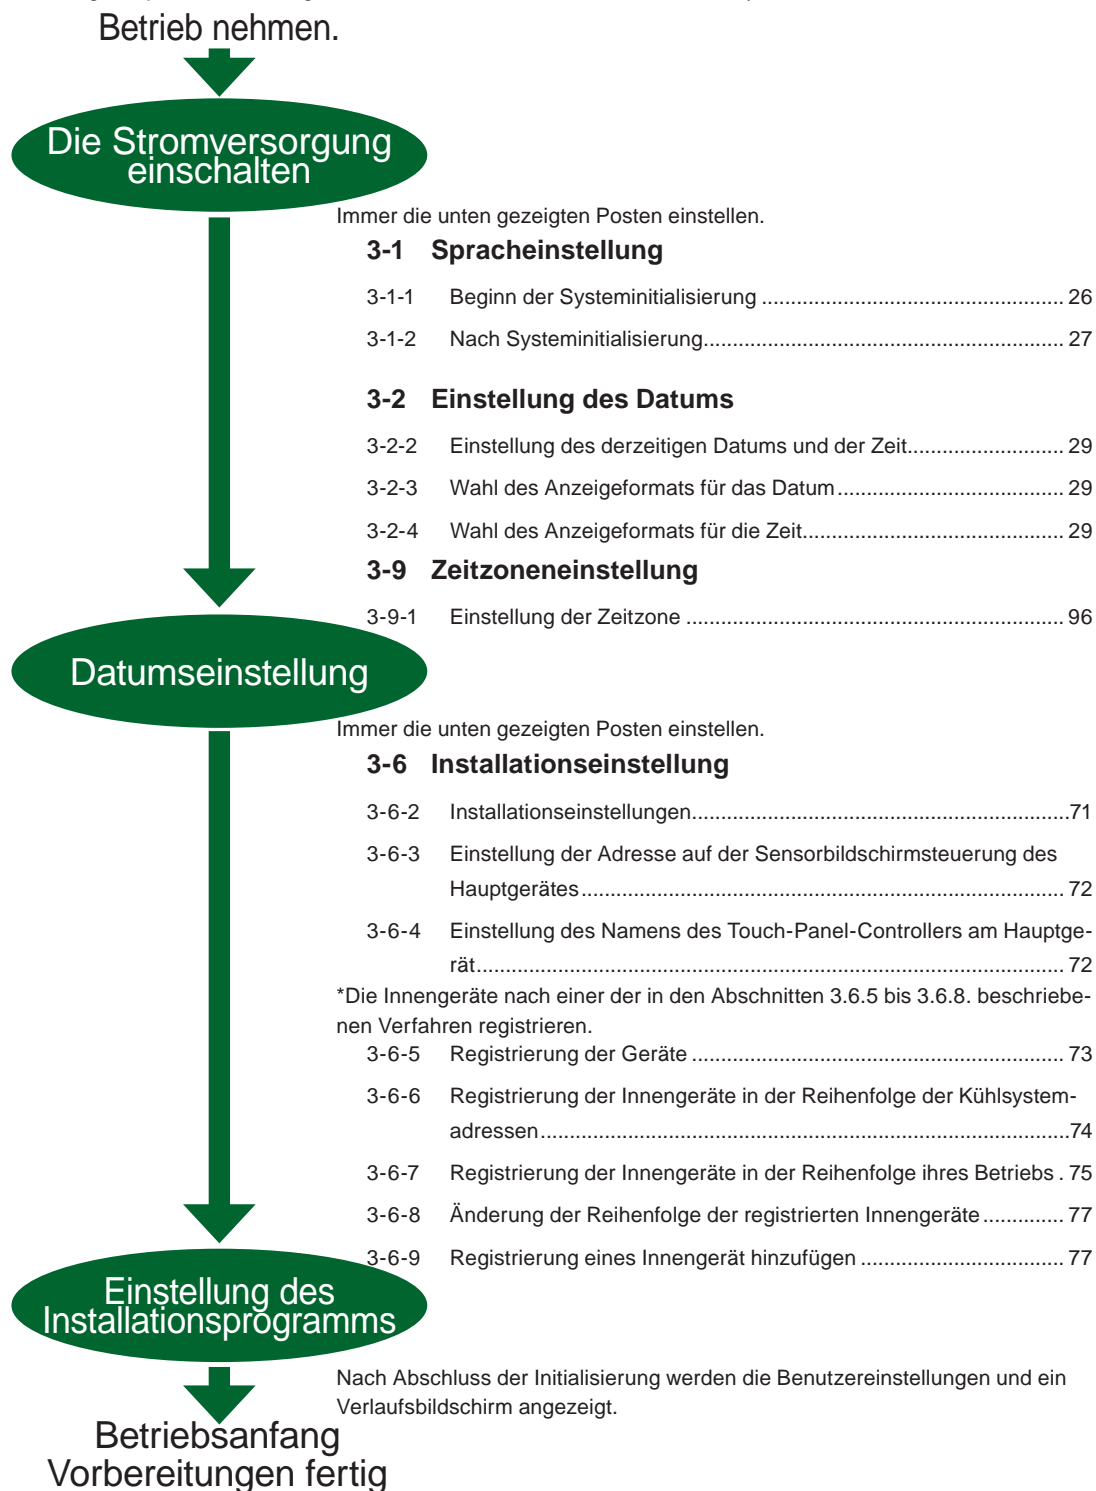 Betrieb nehmen.
Die Stromversorgung
einschalten
Immer die unten gezeigten Posten einstellen.
3-1 Spracheinstellung
3-1-1 Beginn der Systeminitialisierung .................................................... 26
3-1-2 Nach Systeminitialisierung............................................................. 27
3-2 Einstellung des Datums
3-2-2 Einstellung des derzeitigen Datums und der Zeit........................... 29
3-2-3 Wahl des Anzeigeformats für das Datum....................................... 29
3-2-4 Wahl des Anzeigeformats für die Zeit............................................. 29
3-9 Zeitzoneneinstellung
3-9-1 Einstellung der Zeitzone ................................................................ 96
Datumseinstellung
Immer die unten gezeigten Posten einstellen.
3-6 Installationseinstellung
3-6-2 Installationseinstellungen................................................................71
3-6-3 Einstellung der Adresse auf der Sensorbildschirmsteuerung des
Hauptgerätes.................................................................................. 72
3-6-4 Einstellung des Namens des Touch-Panel-Controllers am Hauptge-
rät.................................................................................................... 72
*Die Innengeräte nach einer der in den Abschnitten 3.6.5 bis 3.6.8. beschriebe-
nen Verfahren registrieren.
3-6-5 Registrierung der Geräte ............................................................... 73
3-6-6 Registrierung der Innengeräte in der Reihenfolge der Kühlsystem-
adressen..........................................................................................74
3-6-7 Registrierung der Innengeräte in der Reihenfolge ihres Betriebs . 75
3-6-8 Änderung der Reihenfolge der registrierten Innengeräte.............. 77
3-6-9 Registrierung eines Innengerät hinzufügen ................................... 77
Einstellung des
Installationsprogramms
Nach Abschluss der Initialisierung werden die Benutzereinstellungen und ein
Verlaufsbildschirm angezeigt.
Betriebsanfang
Vorbereitungen fertig